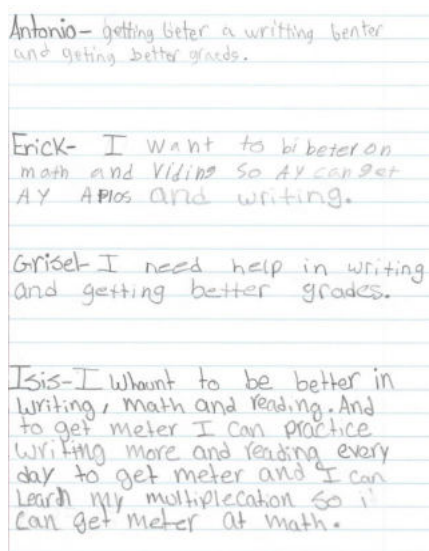 Antonio- getting beter a writting benter
and geting better graeds.
Erick- I want to bi beter on
math and Viding so AY can get
AY APIOS and writing.
Grisel- I need help in writing
and getting better grades.
Isis-I Whaunt to be better in
writing, math and reading. And
to get meter I can practice
writing more and reading every
day to get meter and I can
Learn my multiplecation so i
can get meter at math.